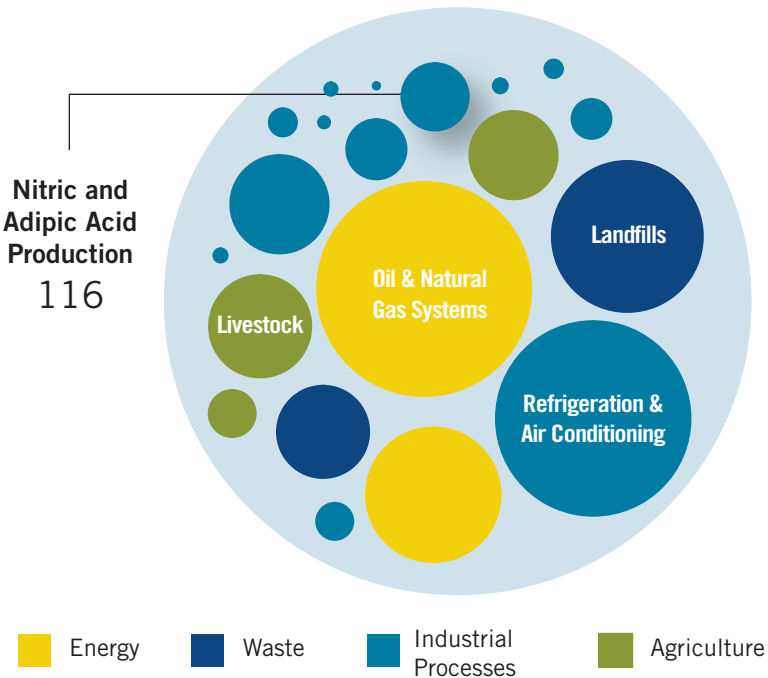 Nitric and
Adipic Acid
Production
116
Landfills
Oil & Natural
Gas Systems
Livestock
Refrigeration &
Air Conditioning
Energy
Waste
Industrial
Processes
Agriculture